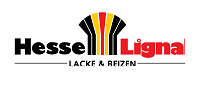 Hesse Lignal
LACKE & BEIZEN